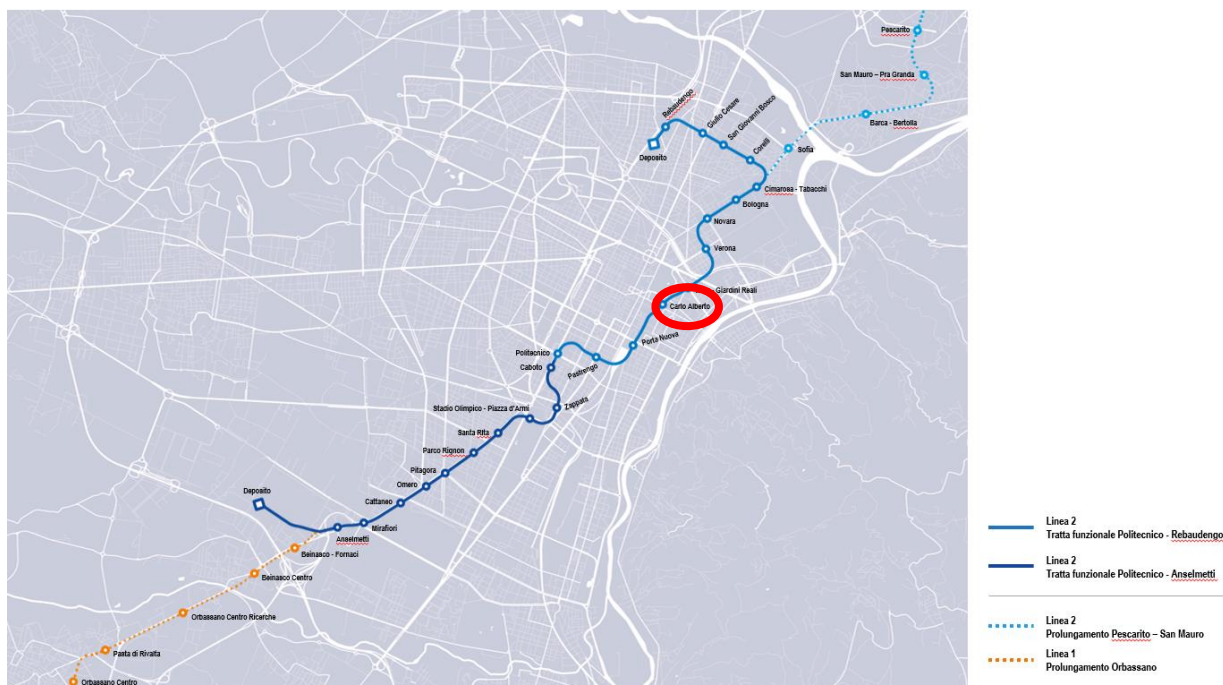 Pescarito
San Mauro – Pra Granda
Barca - Bertolla
Sofia
Rebaudengo
Giulio Cesare
San Giovanni Bosco
Corelli
Deposito
Cimarosa - Tabacchi
Bologna
Novara
Verona
Giardini Reali
Carlo Alberto
Porta Nuova
Politecnico
Pastrengo
Caboto
Zappata
Stadio Olimpico - Piazza d'Armi
Santa Rita
Parco Rignon
Pitagora
Omero
Cattaneo
Deposito
Mirafiori
Anselmetti
Beinasco - Fornaci
Beinasco Centro
Orbassano Centro Ricerche
Pasta di Rivalta
Orbassano Centro
Linea 2
Tratta funzionale Politecnico - Rebaudengo
Linea 2
Tratta funzionale Politecnico - Anselmetti
Linea 2
Prolungamento Pescarito – San Mauro
Linea 1
Prolungamento Orbassano